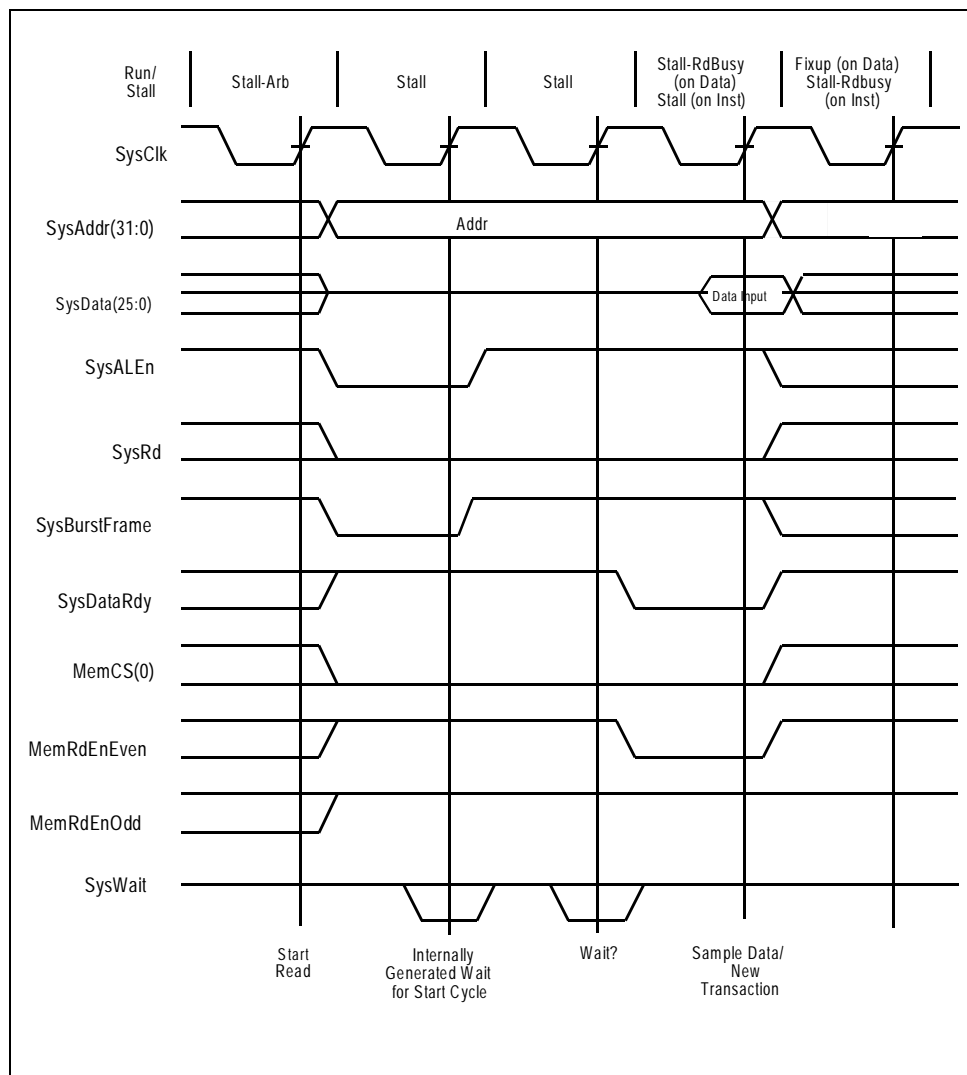 Run/
Stall
Stall-Arb
Stall
Stall
Stall-RdBusy
(on Data)
Stall (on Inst)
Fixup (on Data)
Stall-Rdbusy
(on Inst)
SysClk
SysAddr(31:0)
Addr
SysData(25:0)
Data Input
SysALEn
SysRd
SysBurstFrame
SysDataRdy
MemCS(0)
MemRdEnEven
MemRdEnOdd
SysWait
Start
Read
Internally
Generated Wait
for Start Cycle
Wait?
Sample Data/
New
Transaction